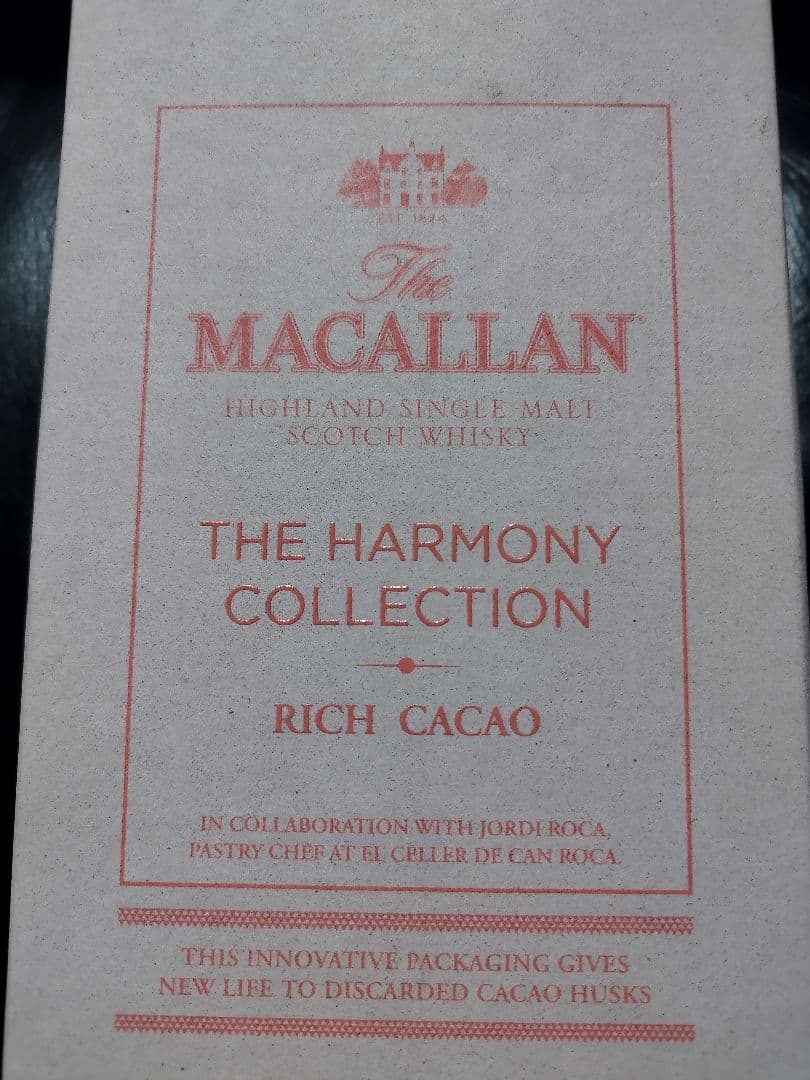 EST. 1824
The
MACALLAN
HIGHLAND SINGLE MALT
SCOTCH WHISKY
THE HARMONY
COLLECTION
RICH CACAO
IN COLLABORATION WITH JORDI ROCA,
PASTRY CHEF AT EL CELLER DE CAN ROCA.
THIS INNOVATIVE PACKAGING GIVES
NEW LIFE TO DISCARDED CACAO HUSKS